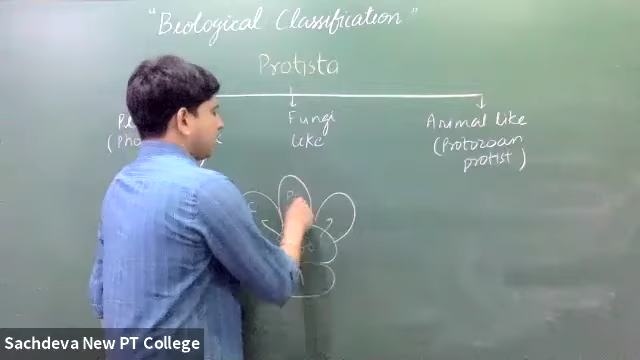 "Biological Classification"
Protista
Fungi
like
Animal like
(Protozoan
protist)
Sachdeva New PT College